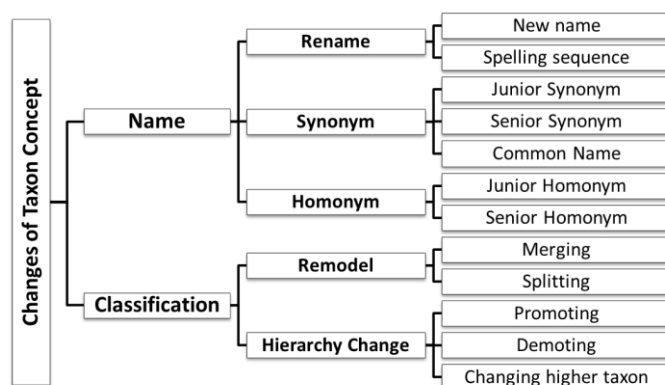 Changes of Taxon Concept
Name
Rename
New name
Spelling sequence
Synonym
Junior Synonym
Senior Synonym
Common Name
Homonym
Junior Homonym
Senior Homonym
Classification
Remodel
Merging
Splitting
Hierarchy Change
Promoting
Demoting
Changing higher taxon